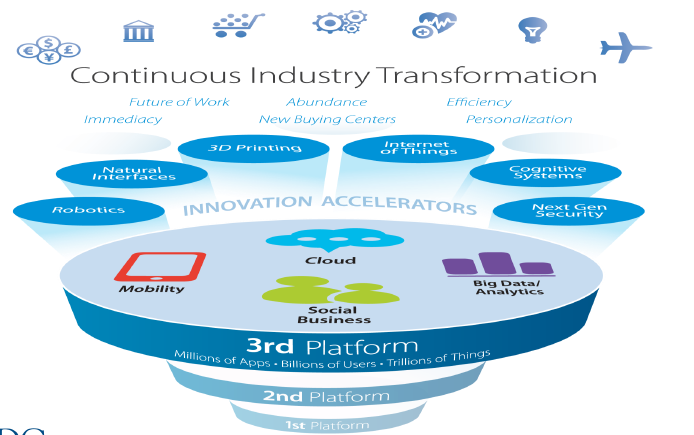 € $ £
¥
Continuous Industry Transformation
Future of Work Abundance Efficiency
Immediacy New Buying Centers Personalization
3D Printing
Internet
of Things
Natural
Interfaces
Cognitive
Systems
Robotics
INNOVATION ACCELERATORS
Next Gen
Security
Cloud
Mobility
Big Data/
Analytics
Social
Business
3rd Platform
Millions of Apps • Billions of Users • Trillions of Things
2nd Platform
1st Platform